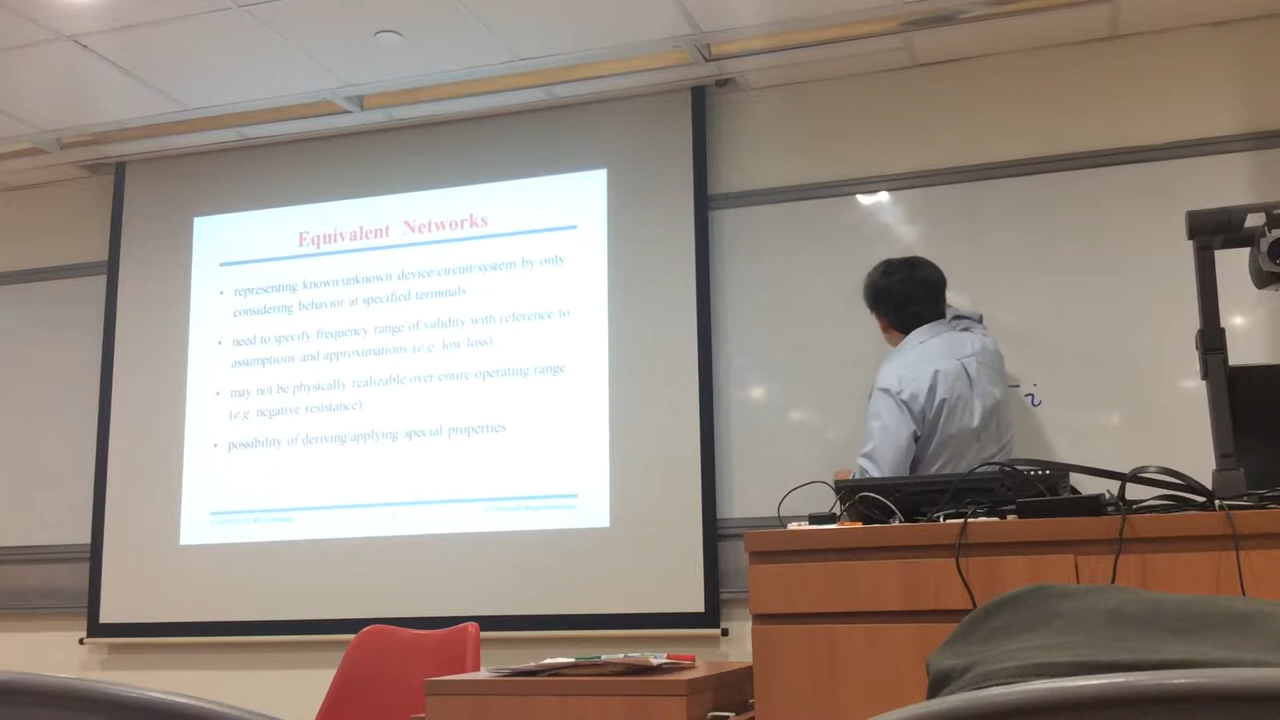 Equivalent Networks
• representing known/unknown device/circuit/system by only
considering behavior at specified terminals
• need to specify frequency range of validity with reference to
assumptions and approximations (e.g. low loss)
• may not be physically realizable over entire operating range
(e.g. negative resistance)
• possibility of deriving/applying special properties
i